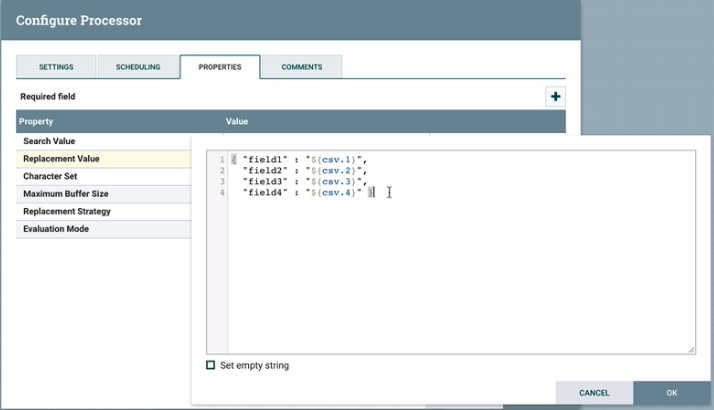 Configure Processor
SETTINGS SCHEDULING PROPERTIES COMMENTS
Required field
Property Value
Search Value
Replacement Value
Character Set
Maximum Buffer Size
Replacement Strategy
Evaluation Mode
1 { "field1" : "${csv.1}",
2 "field2" : "${csv.2}",
3 "field3" : "${csv.3}",
4 "field4" : "${csv.4}" }
Set empty string
CANCEL OK